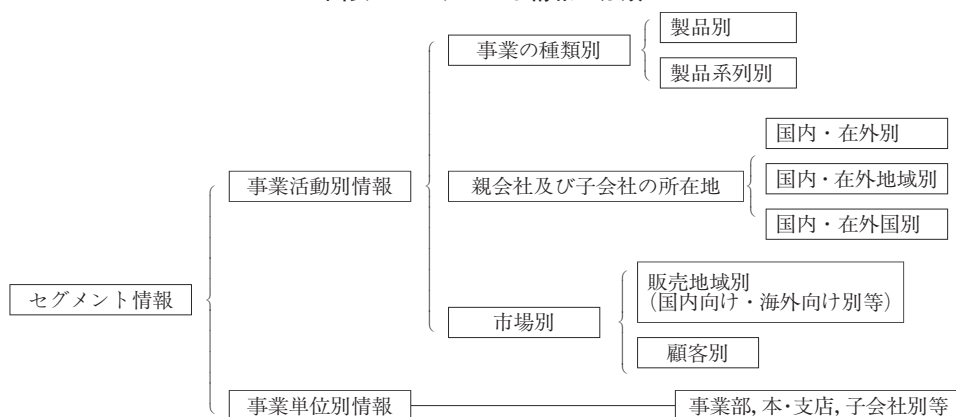 事業の種類別
製品別
製品系列別
セグメント情報
事業活動別情報
親会社及び子会社の所在地
国内・在外別
国内・在外地域別
国内・在外国別
市場別
販売地域別
(国内向け・海外向け別等)
顧客別
事業単位別情報
事業部, 本・支店, 子会社別等